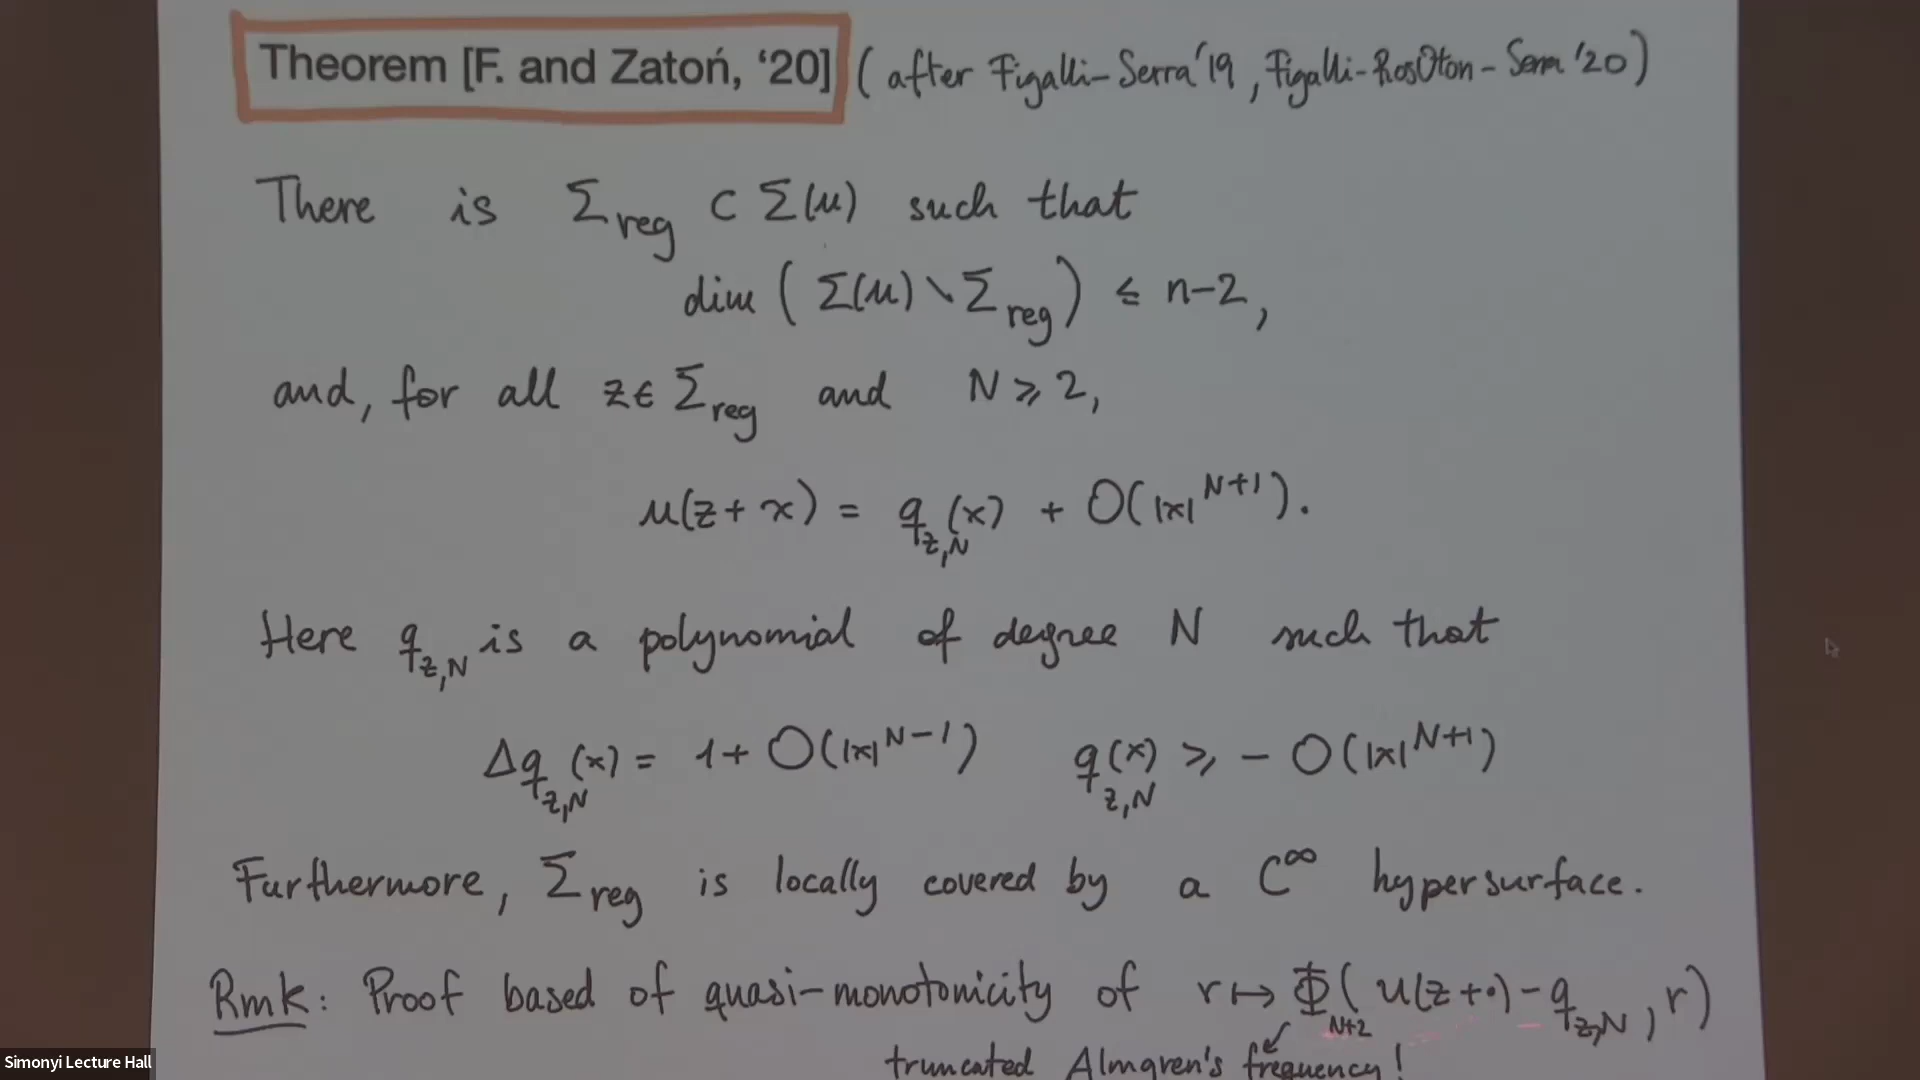 Theorem [F. and Zatoń, ‘20] (after Figalli-Serra'19, Figalli-RosOton-Serra '20)
There is Σ_reg ⊂ Σ(u) such that
dim (Σ(u) \ Σ_reg) ≤ n-2,
and, for all z ∈ Σ_reg and N ⩾ 2,
u(z+x) = q_{z,N}(x) + O(|x|^{N+1}).
Here q_{z,N} is a polynomial of degree N such that
Δq_{z,N}(x) = 1 + O(|x|^{N-1}) q_{z,N}(x) ⩾ - O(|x|^{N+1})
Furthermore, Σ_reg is locally covered by a C^∞ hypersurface.
Rmk: Proof based of quasi-monotonicity of r ↦ Φ_{N+2}(u(z+·) - q_{z,N}, r)
truncated Almgren's frequency!
Simonyi Lecture Hall